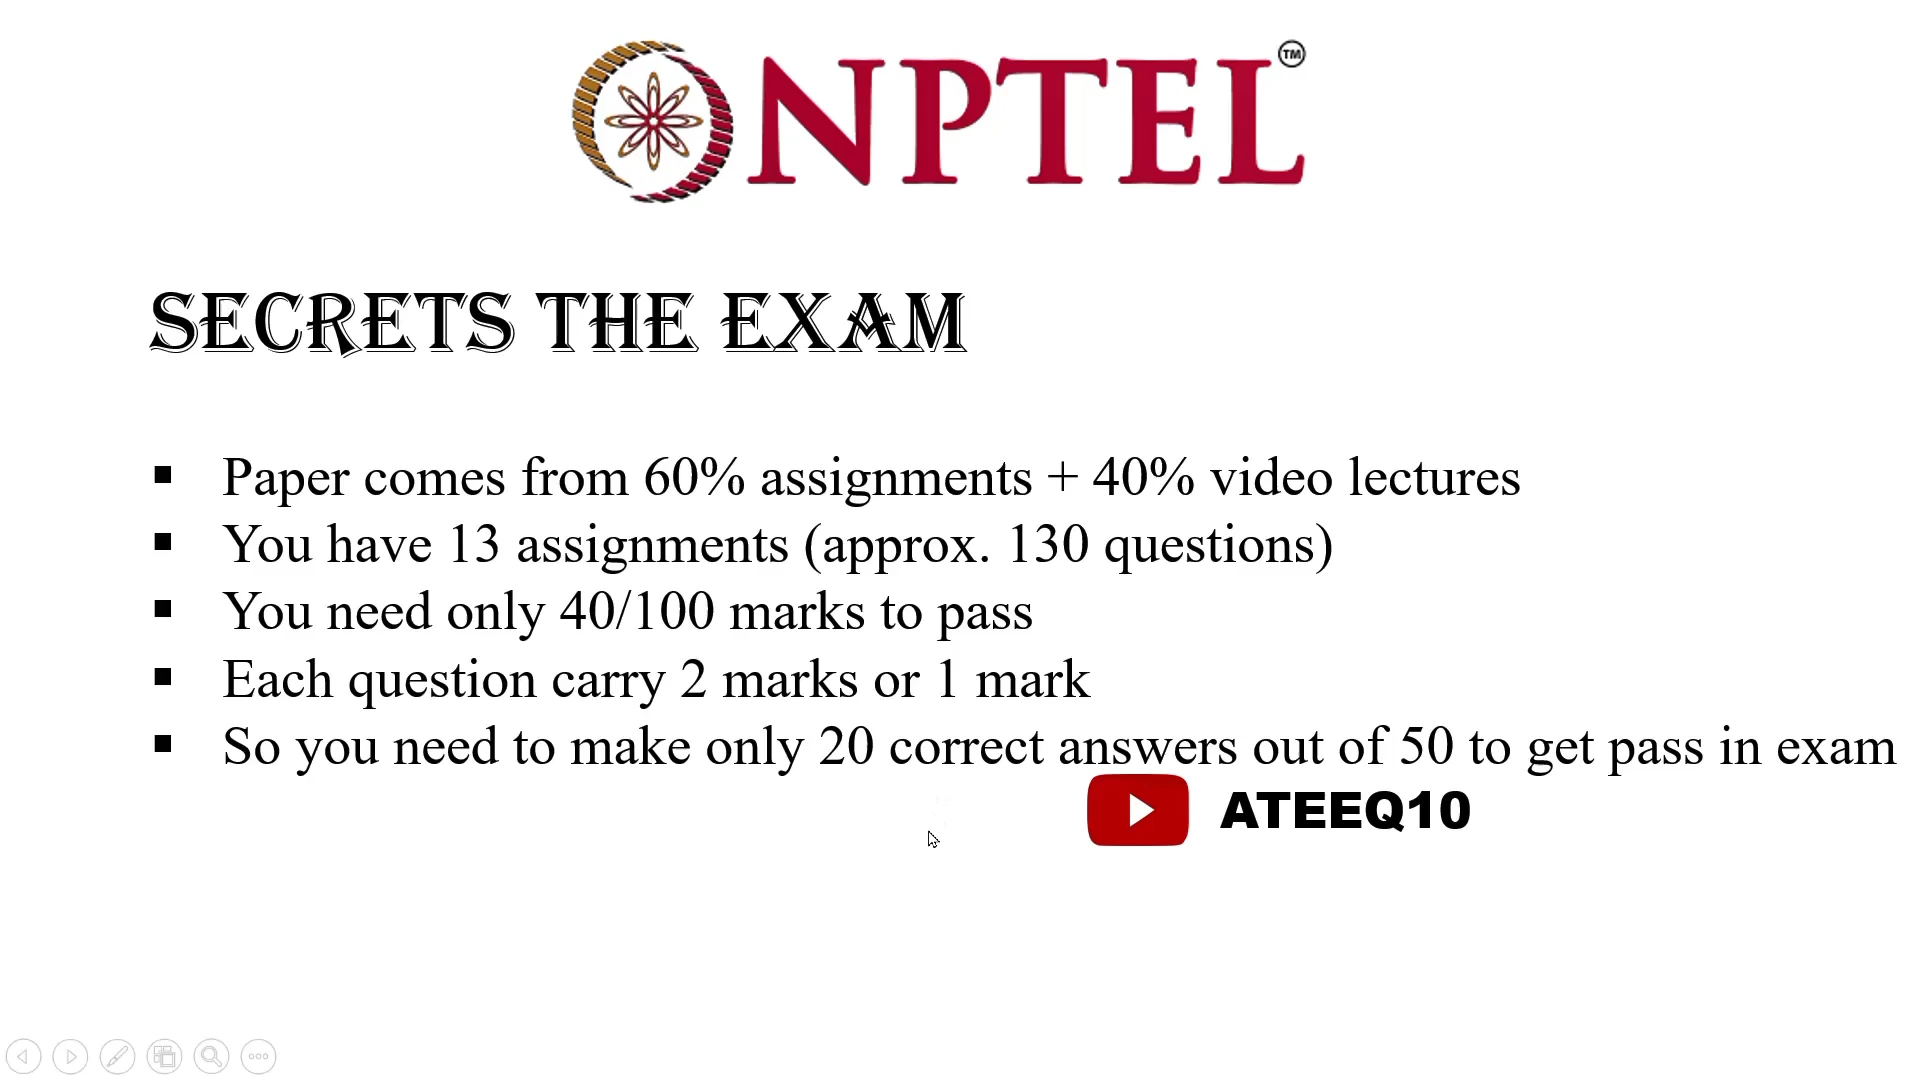 NPTEL™
SECRETS THE EXAM
▪ Paper comes from 60% assignments + 40% video lectures
▪ You have 13 assignments (approx. 130 questions)
▪ You need only 40/100 marks to pass
▪ Each question carry 2 marks or 1 mark
▪ So you need to make only 20 correct answers out of 50 to get pass in exam
ATEEQ10